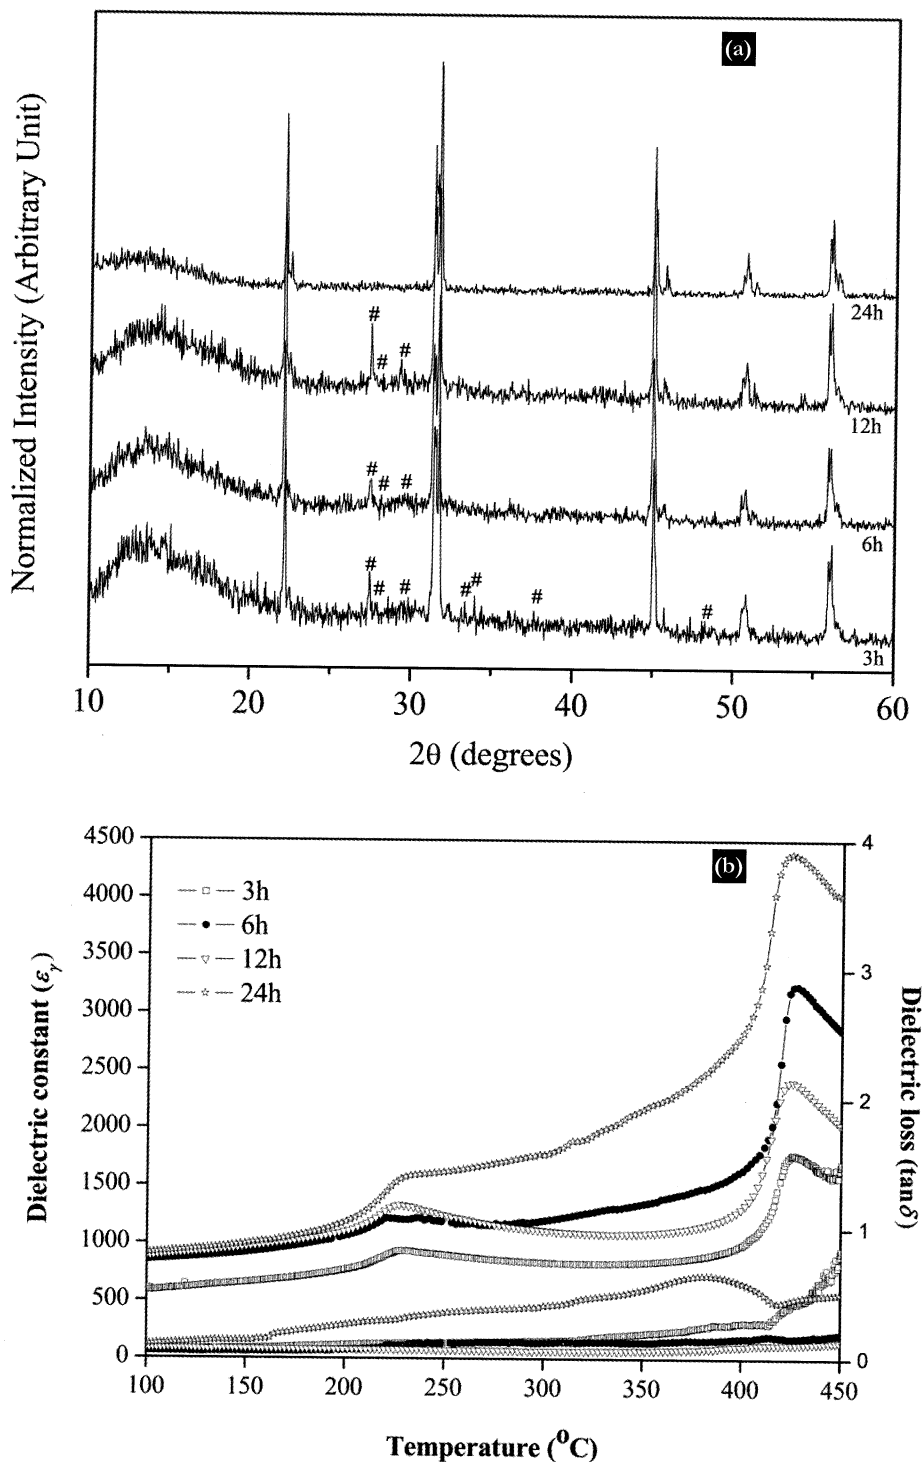 (a)
Normalized Intensity (Arbitrary Unit)
24h
# # #
12h
# # #
6h
# # # # # # #
3h
10 20 30 40 50 60
2θ (degrees)
(b)
4500
4000
3500
3000
2500
2000
1500
1000
500
0
Dielectric constant (εγ)
3h
6h
12h
24h
4
3
2
1
0
Dielectric loss (tanδ)
100 150 200 250 300 350 400 450
Temperature (°C)